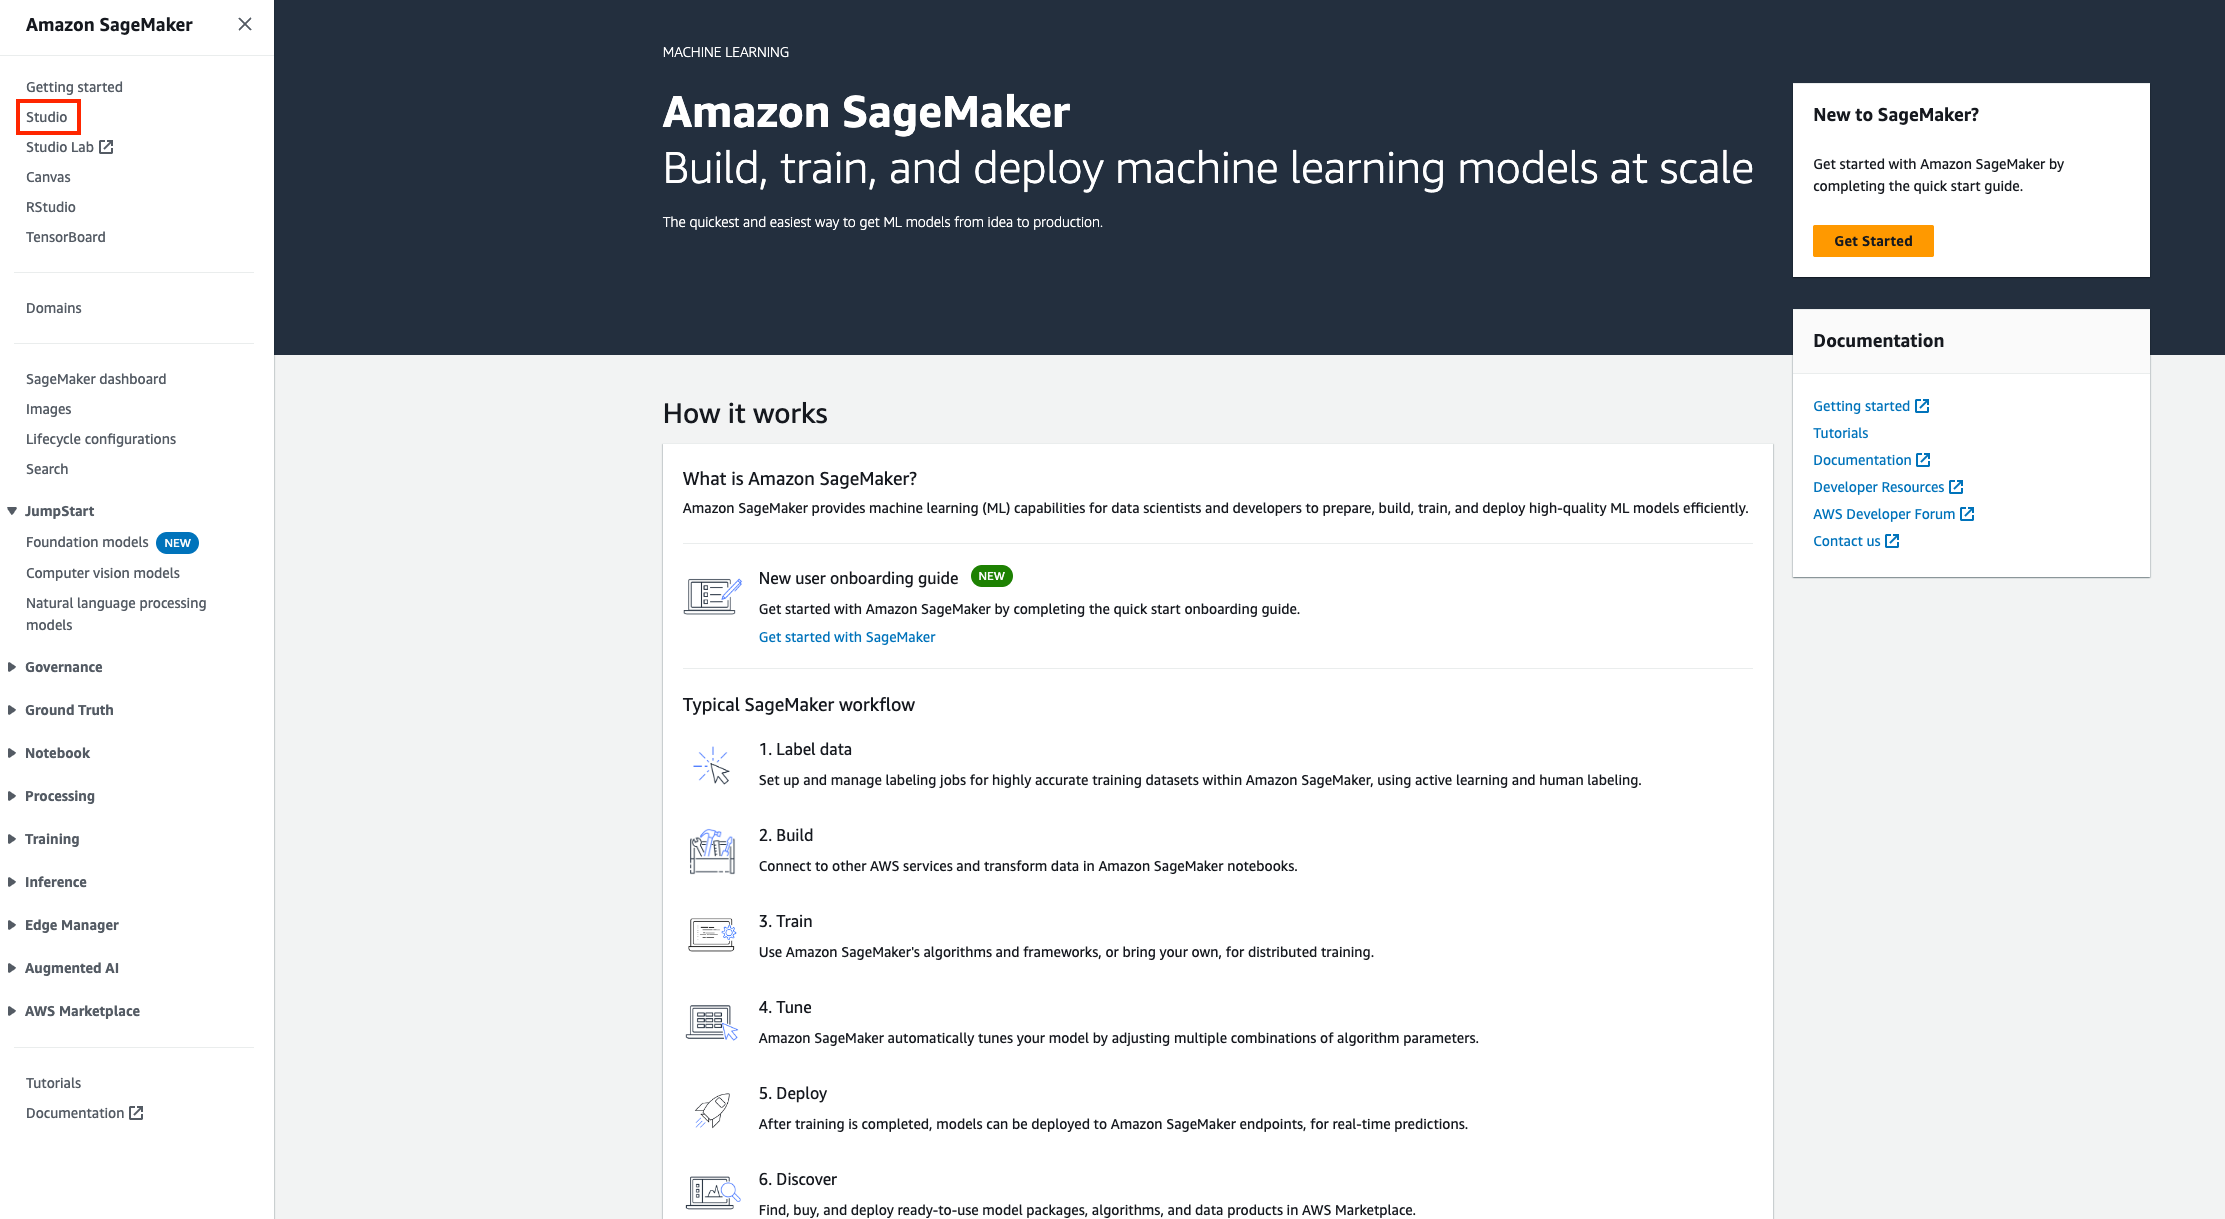 Amazon SageMaker
Getting started
Studio
Studio Lab
Canvas
RStudio
TensorBoard
Domains
SageMaker dashboard
Images
Lifecycle configurations
Search
JumpStart
Foundation models NEW
Computer vision models
Natural language processing
models
Governance
Ground Truth
Notebook
Processing
Training
Inference
Edge Manager
Augmented AI
AWS Marketplace
Tutorials
Documentation
MACHINE LEARNING
Amazon SageMaker
Build, train, and deploy machine learning models at scale
The quickest and easiest way to get ML models from idea to production.
How it works
What is Amazon SageMaker?
Amazon SageMaker provides machine learning (ML) capabilities for data scientists and developers to prepare, build, train, and deploy high-quality ML models efficiently.
New user onboarding guide NEW
Get started with Amazon SageMaker by completing the quick start onboarding guide.
Get started with SageMaker
Typical SageMaker workflow
1. Label data
Set up and manage labeling jobs for highly accurate training datasets within Amazon SageMaker, using active learning and human labeling.
2. Build
Connect to other AWS services and transform data in Amazon SageMaker notebooks.
3. Train
Use Amazon SageMaker's algorithms and frameworks, or bring your own, for distributed training.
4. Tune
Amazon SageMaker automatically tunes your model by adjusting multiple combinations of algorithm parameters.
5. Deploy
After training is completed, models can be deployed to Amazon SageMaker endpoints, for real-time predictions.
6. Discover
Find, buy, and deploy ready-to-use model packages, algorithms, and data products in AWS Marketplace.
New to SageMaker?
Get started with Amazon SageMaker by
completing the quick start guide.
Get Started
Documentation
Getting started
Tutorials
Documentation
Developer Resources
AWS Developer Forum
Contact us